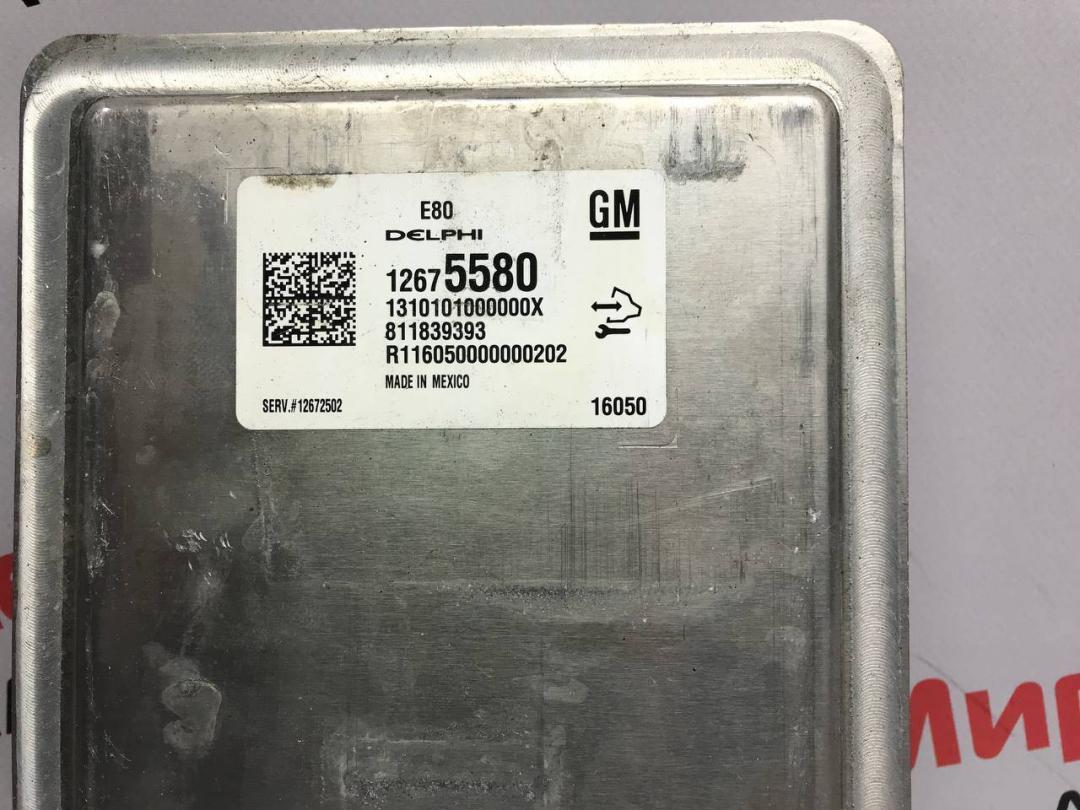 E80
GM
DELPHI
12675580
1310101000000X
811839393
R116050000000202
MADE IN MEXICO
SERV.#12672502
16050